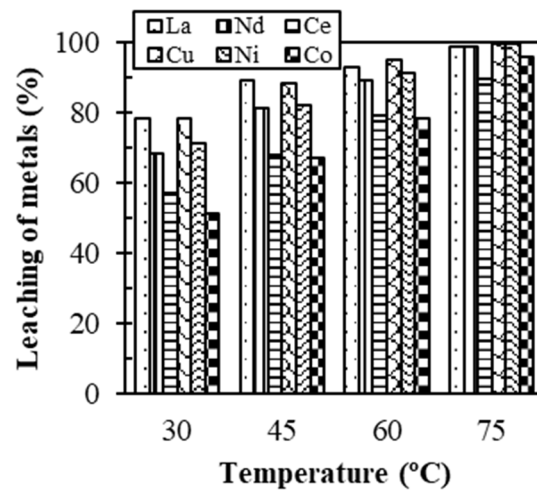 La Nd Ce
Cu Ni Co
Leaching of metals (%)
100
80
60
40
20
0
30 45 60 75
Temperature (ºC)